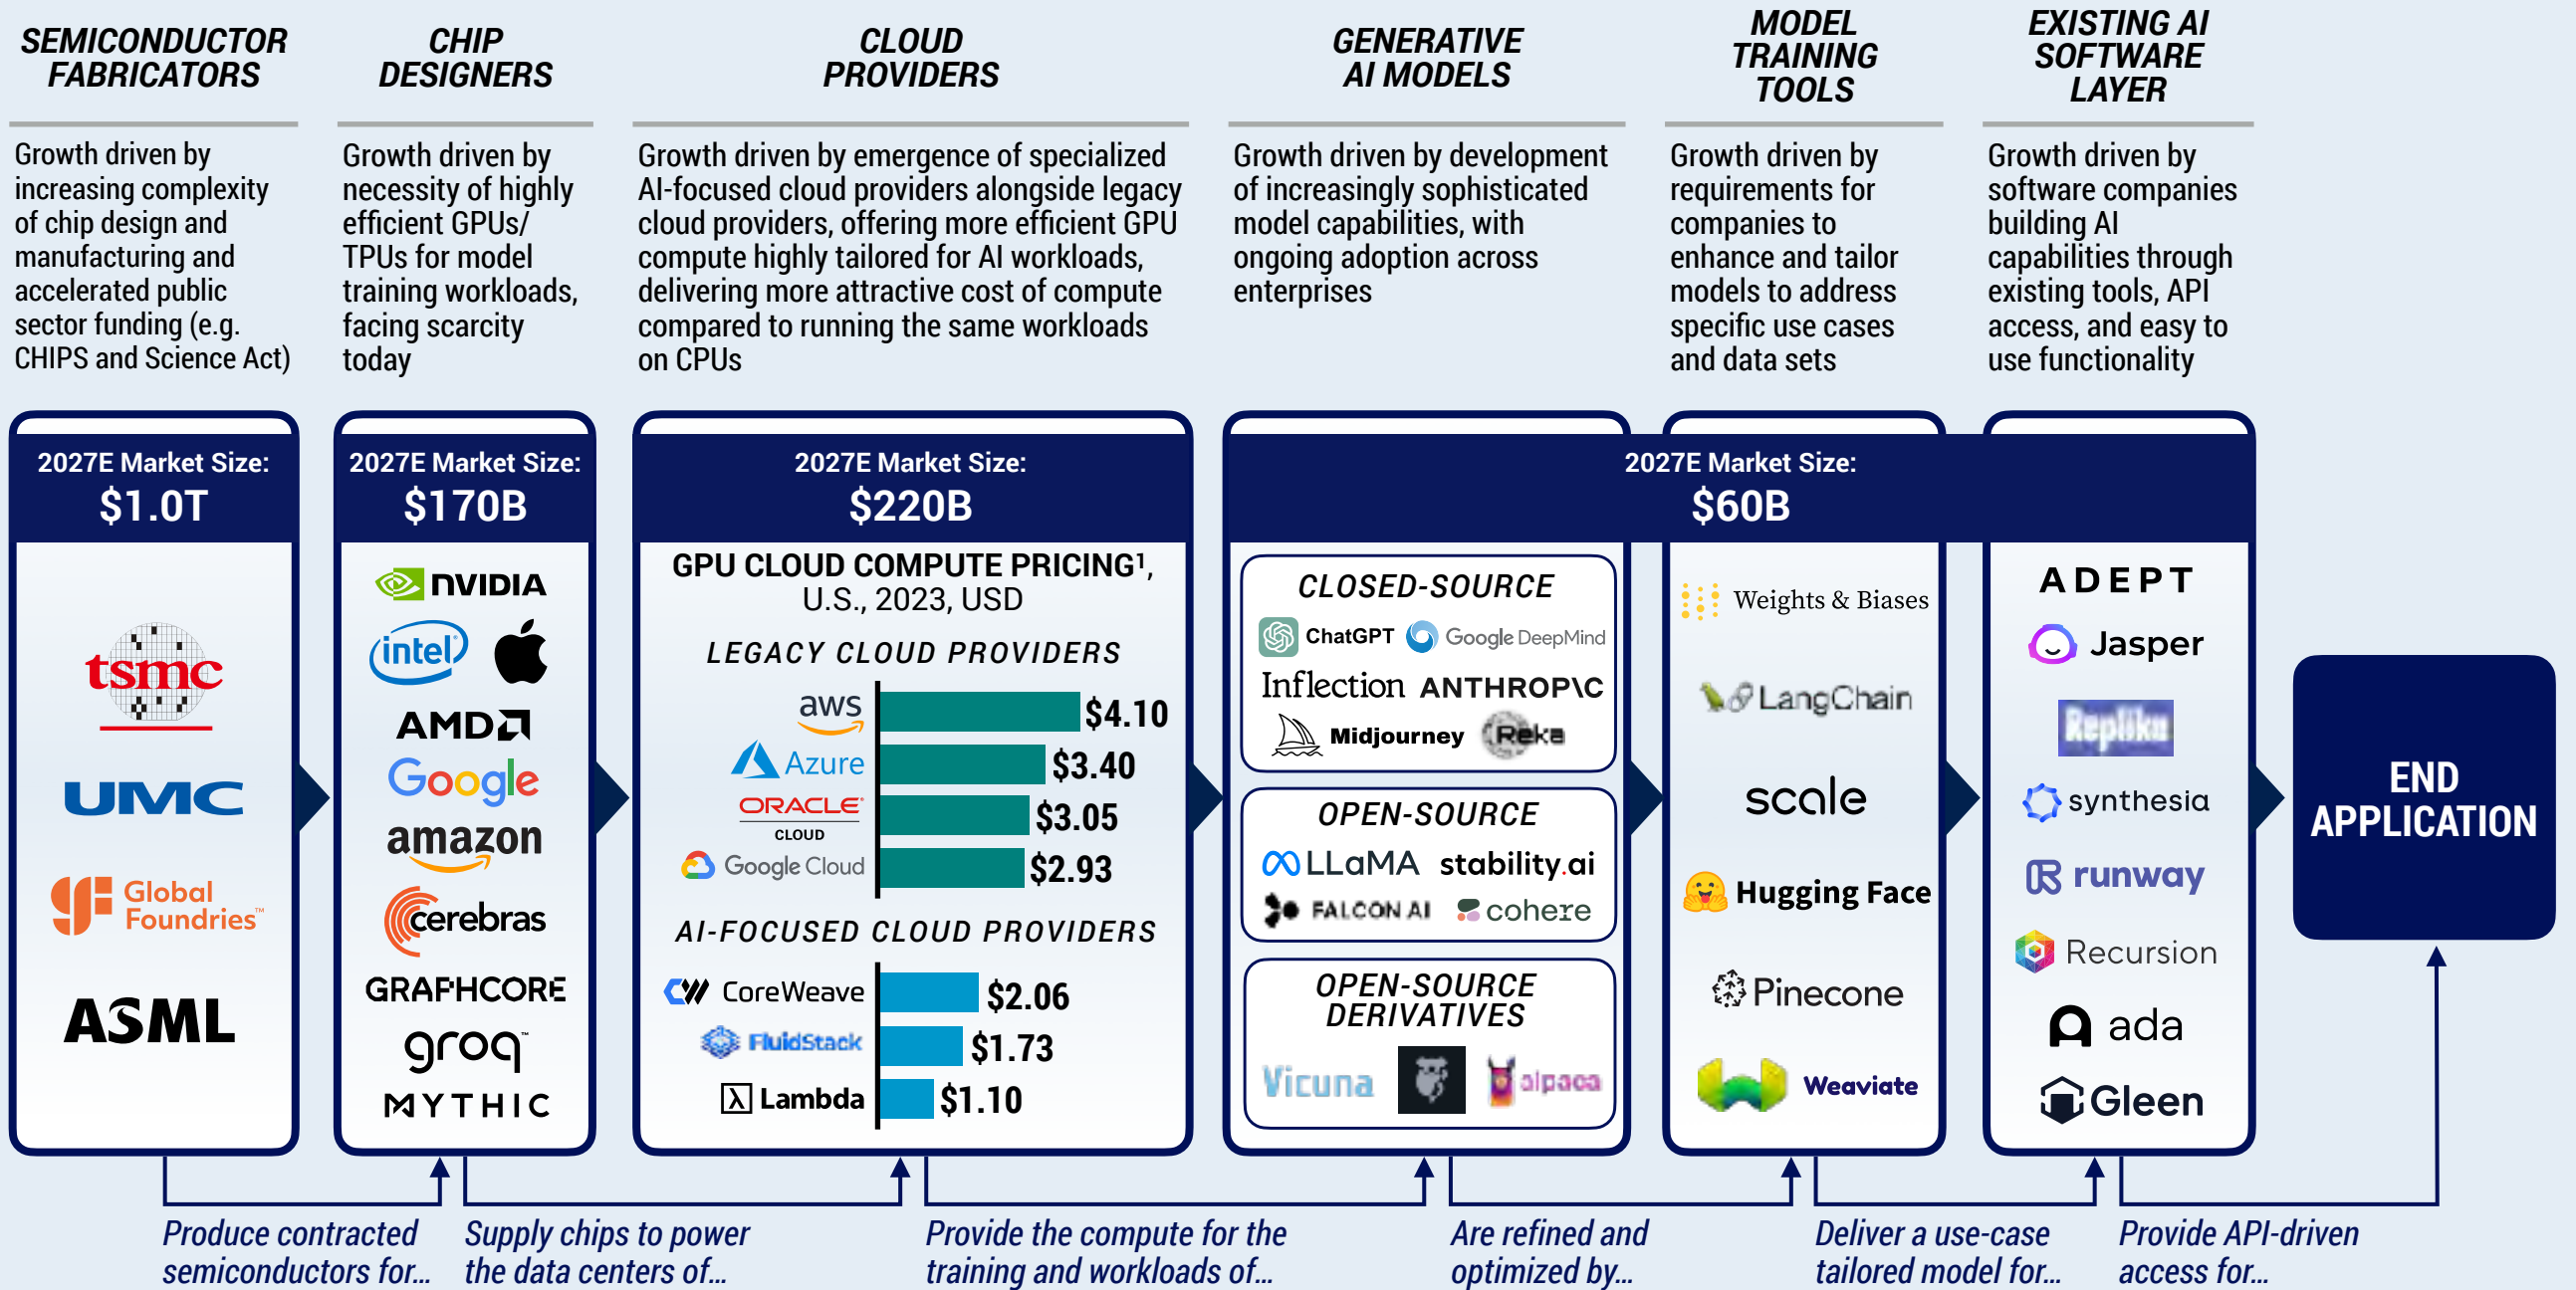 SEMICONDUCTOR
FABRICATORS
Growth driven by
increasing complexity
of chip design and
manufacturing and
accelerated public
sector funding (e.g.
CHIPS and Science Act)
CHIP
DESIGNERS
Growth driven by
necessity of highly
efficient GPUs/
TPUs for model
training workloads,
facing scarcity
today
CLOUD
PROVIDERS
Growth driven by emergence of specialized
AI-focused cloud providers alongside legacy
cloud providers, offering more efficient GPU
compute highly tailored for AI workloads,
delivering more attractive cost of compute
compared to running the same workloads
on CPUs
GENERATIVE
AI MODELS
Growth driven by development
of increasingly sophisticated
model capabilities, with
ongoing adoption across
enterprises
MODEL
TRAINING
TOOLS
Growth driven by
requirements for
companies to
enhance and tailor
models to address
specific use cases
and data sets
EXISTING AI
SOFTWARE
LAYER
Growth driven by
software companies
building AI
capabilities through
existing tools, API
access, and easy to
use functionality
2027E Market Size:
$1.0T
tsmc
UMC
Global
Foundries™
ASML
2027E Market Size:
$170B
nVIDIA
intel
AMD
Google
amazon
cerebras
GRAPHCORE
groq™
MYTHIC
2027E Market Size:
$220B
GPU CLOUD COMPUTE PRICING¹,
U.S., 2023, USD
LEGACY CLOUD PROVIDERS
aws $4.10
Azure $3.40
ORACLE
CLOUD
$3.05
Google Cloud $2.93
AI-FOCUSED CLOUD PROVIDERS
CoreWeave $2.06
FluidStack $1.73
Lambda $1.10
2027E Market Size:
$60B
CLOSED-SOURCE
ChatGPT Google DeepMind
Inflection ANTHROP\C
Midjourney Reka
OPEN-SOURCE
LLaMA stability.ai
FALCON AI cohere
OPEN-SOURCE
DERIVATIVES
Vicuna alpaca
Weights & Biases
LangChain
scale
Hugging Face
Pinecone
Weaviate
ADEPT
Jasper
Replika
synthesia
runway
Recursion
ada
Gleen
END
APPLICATION
Produce contracted
semiconductors for...
Supply chips to power
the data centers of...
Provide the compute for the
training and workloads of...
Are refined and
optimized by...
Deliver a use-case
tailored model for...
Provide API-driven
access for...